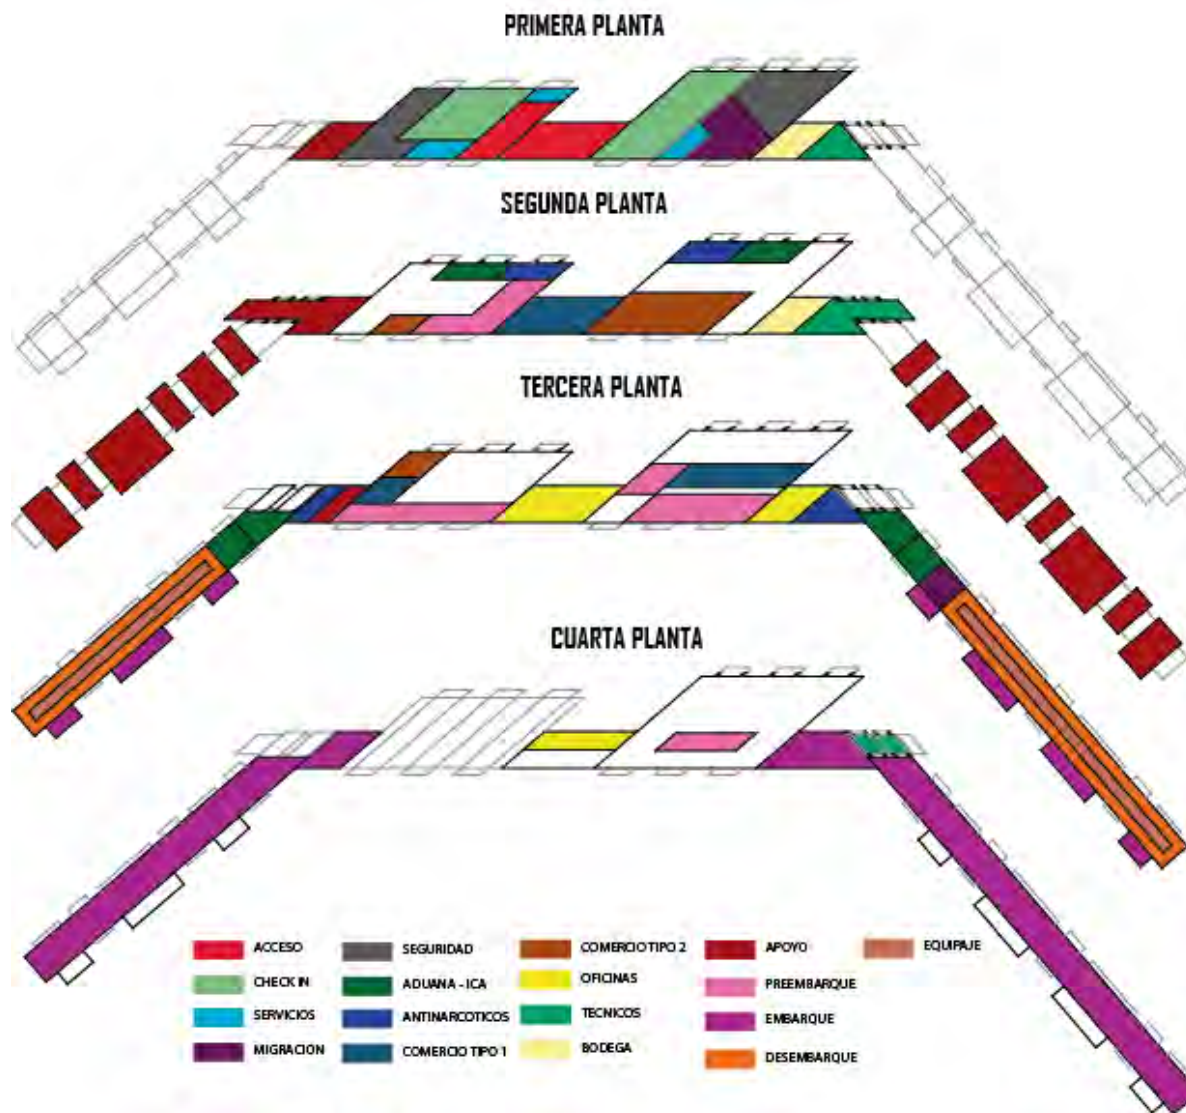 PRIMERA PLANTA
SEGUNDA PLANTA
TERCERA PLANTA
CUARTA PLANTA
ACCESO
CHECK IN
SERVICIOS
MIGRACION
SEGURIDAD
ADUANA - ICA
ANTINARCOTICOS
COMERCIO TIPO 1
COMERCIO TIPO 2
OFICINAS
TECNICOS
BODEGA
APOYO
PREEMBARQUE
EMBARQUE
DESEMBARQUE
EQUIPAJE